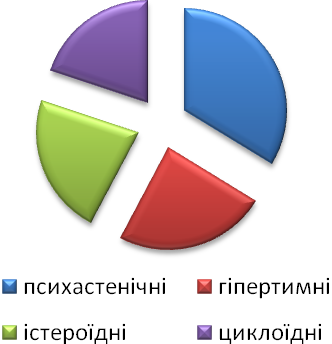 психастенічні гіпертимні
істероїдні циклоїдні